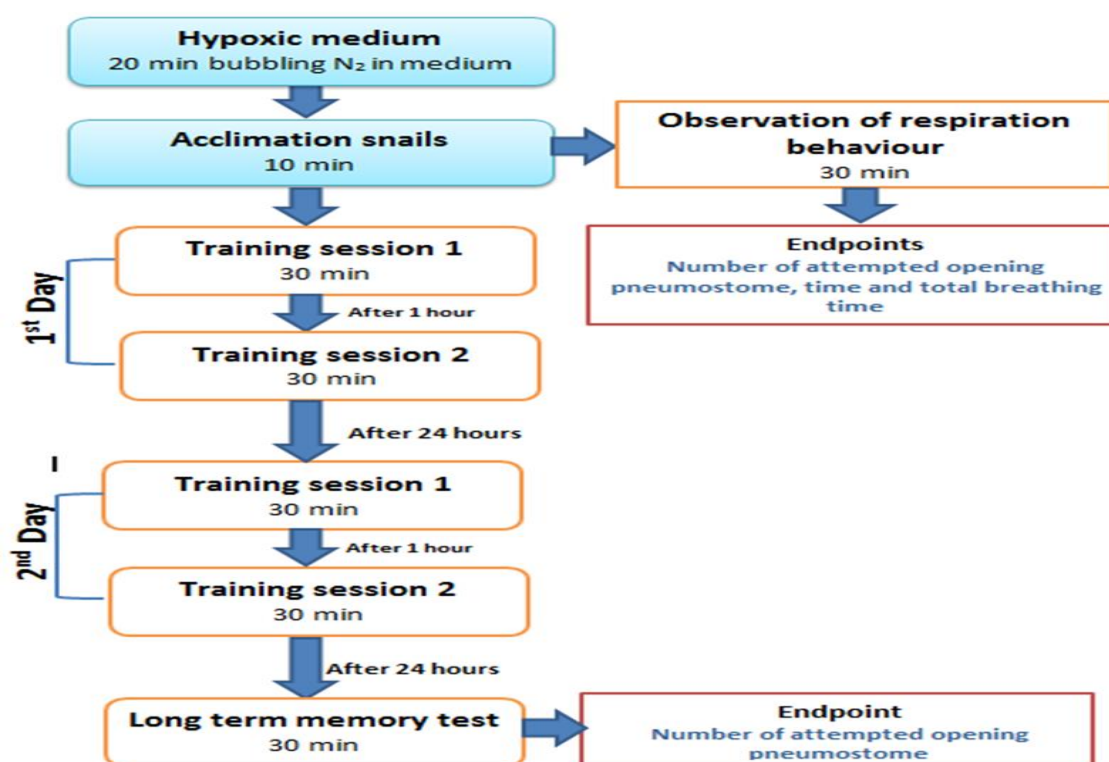 Hypoxic medium
20 min bubbling N₂ in medium
Acclimation snails
10 min
Observation of respiration
behaviour
30 min
Endpoints
Number of attempted opening
pneumostome, time and total breathing
time
1st Day
Training session 1
30 min
After 1 hour
Training session 2
30 min
After 24 hours
2nd Day
Training session 1
30 min
After 1 hour
Training session 2
30 min
After 24 hours
Long term memory test
30 min
Endpoint
Number of attempted opening
pneumostome